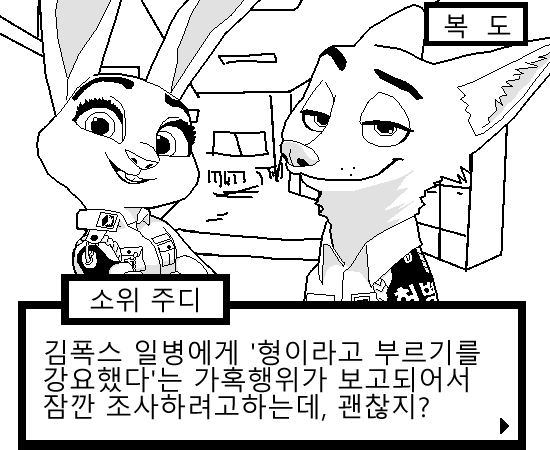 복 도
소위 주디
김폭스 일병에게 '형이라고 부르기를
강요했다'는 가혹행위가 보고되어서
잠깐 조사하려고하는데, 괜찮지?